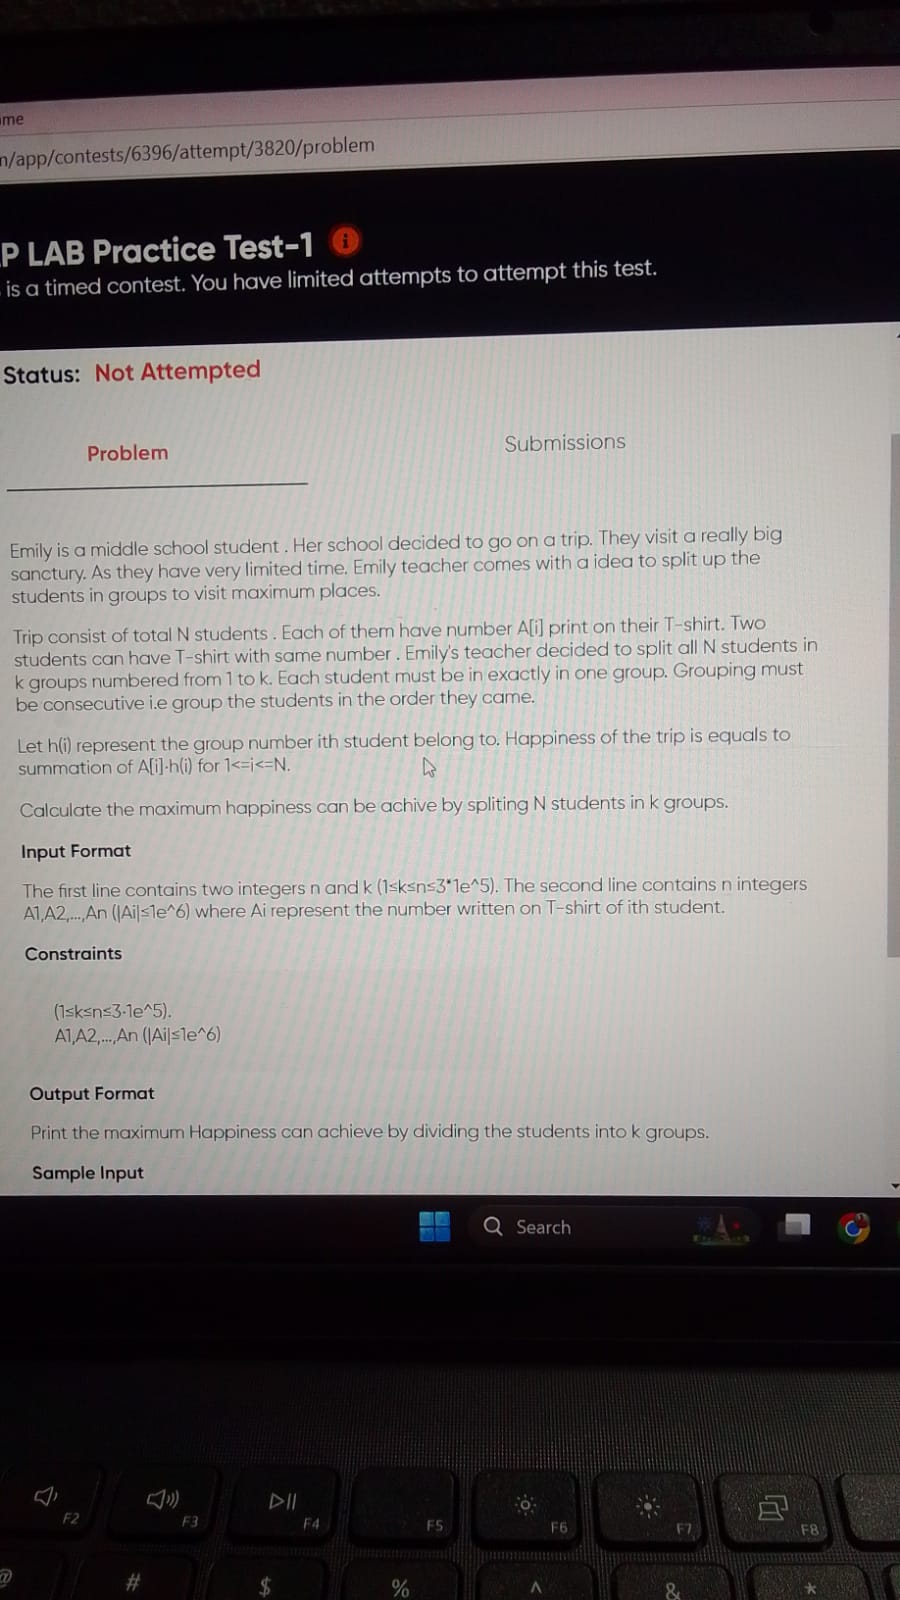 me
n/app/contests/6396/attempt/3820/problem
P LAB Practice Test-1 i
is a timed contest. You have limited attempts to attempt this test.
Status: Not Attempted
Problem
Submissions
Emily is a middle school student . Her school decided to go on a trip. They visit a really big
sanctury. As they have very limited time. Emily teacher comes with a idea to split up the
students in groups to visit maximum places.
Trip consist of total N students . Each of them have number A[i] print on their T-shirt. Two
students can have T-shirt with same number . Emily's teacher decided to split all N students in
k groups numbered from 1 to k. Each student must be in exactly in one group. Grouping must
be consecutive i.e group the students in the order they came.
Let h(i) represent the group number ith student belong to. Happiness of the trip is equals to
summation of A[i]·h(i) for 1<=i<=N.
Calculate the maximum happiness can be achive by spliting N students in k groups.
Input Format
The first line contains two integers n and k (1≤k≤n≤3*1e^5). The second line contains n integers
A1,A2,...,An (|Ai|≤1e^6) where Ai represent the number written on T-shirt of ith student.
Constraints
(1≤k≤n≤3·1e^5).
A1,A2,...,An (|Ai|≤1e^6)
Output Format
Print the maximum Happiness can achieve by dividing the students into k groups.
Sample Input
Search
F2 F3 F4 F5 F6 F7 F8
@ # $ % ^ & *